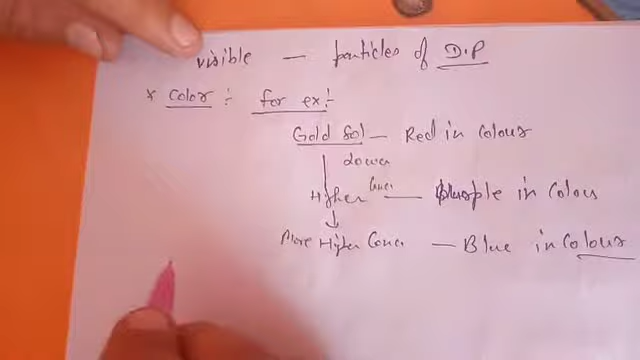 visible — particles of D.P
* Color :- for ex :-
Gold Sol — Red in Colour
lower
Higher Conc — Purple in Colour
More Higher Conc — Blue in Colour